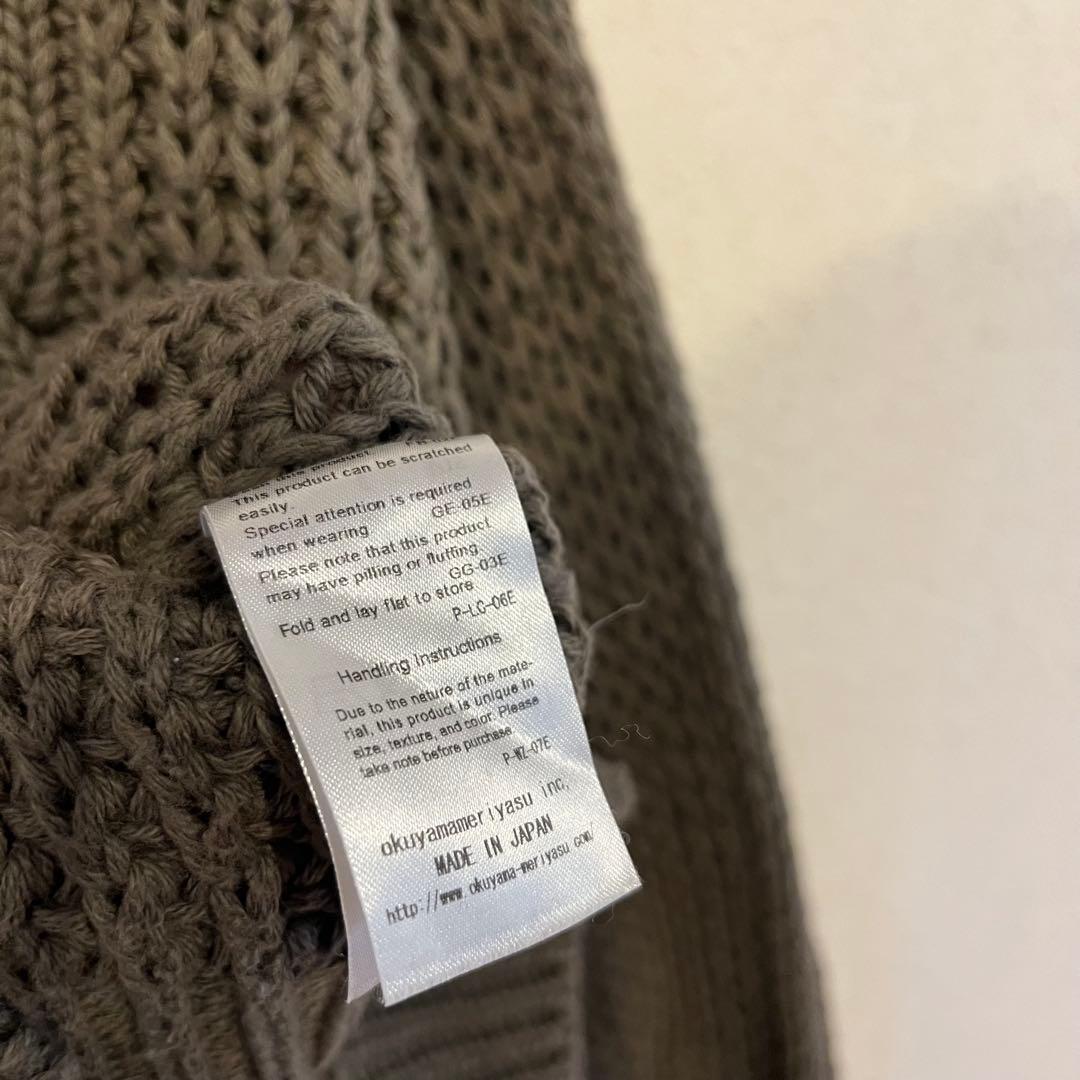 this product
This product can be scratched
easily.
Special attention is required
when wearing GE-05E
Please note that this product
may have pilling or fluffing
GG-03E
Fold and lay flat to store
P-LC-06E
Handling Instructions
Due to the nature of the mate-
rial, this product is unique in
size, texture, and color. Please
take note before purchase.
P-WZ-07E
okuyamameriyasu inc,
MADE IN JAPAN
http://www.okuyama-meriyasu.com/